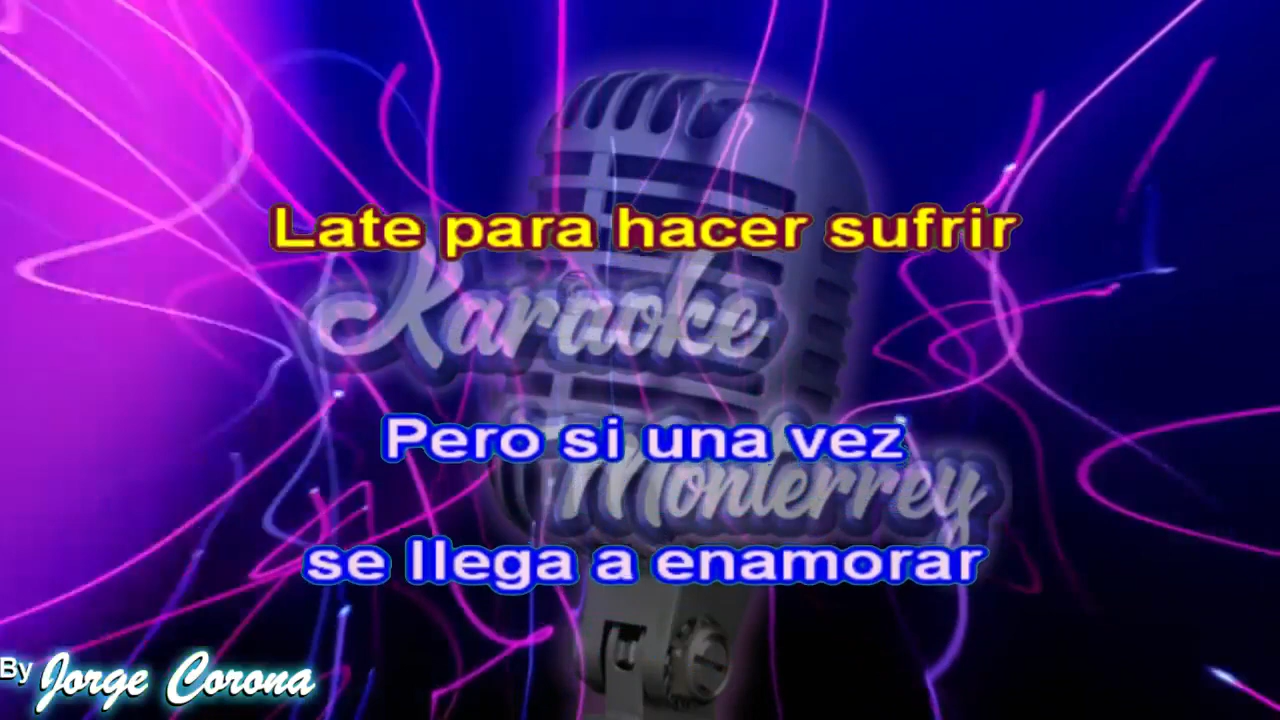 Late para hacer sufrir
Karaoke
Pero si una vez
Monterrey
se llega a enamorar
By Jorge Corona